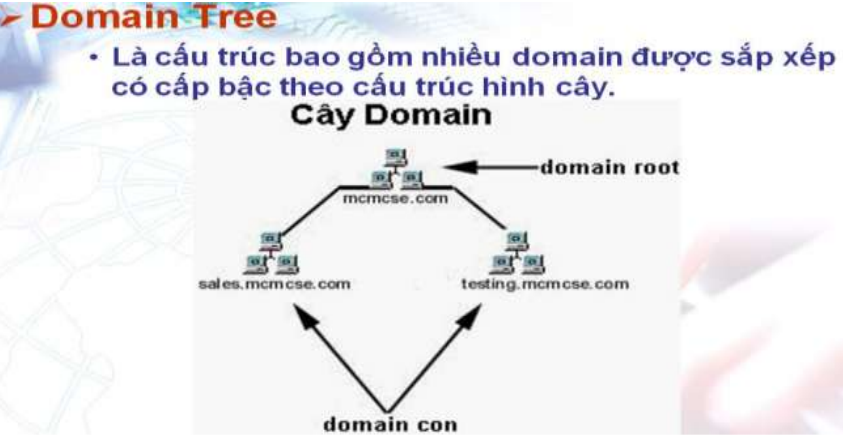 ➢ Domain Tree
• Là cấu trúc bao gồm nhiều domain được sắp xếp
có cấp bậc theo cấu trúc hình cây.
Cây Domain
domain root
mcmcse.com
sales.mcmcse.com
testing.mcmcse.com
domain con